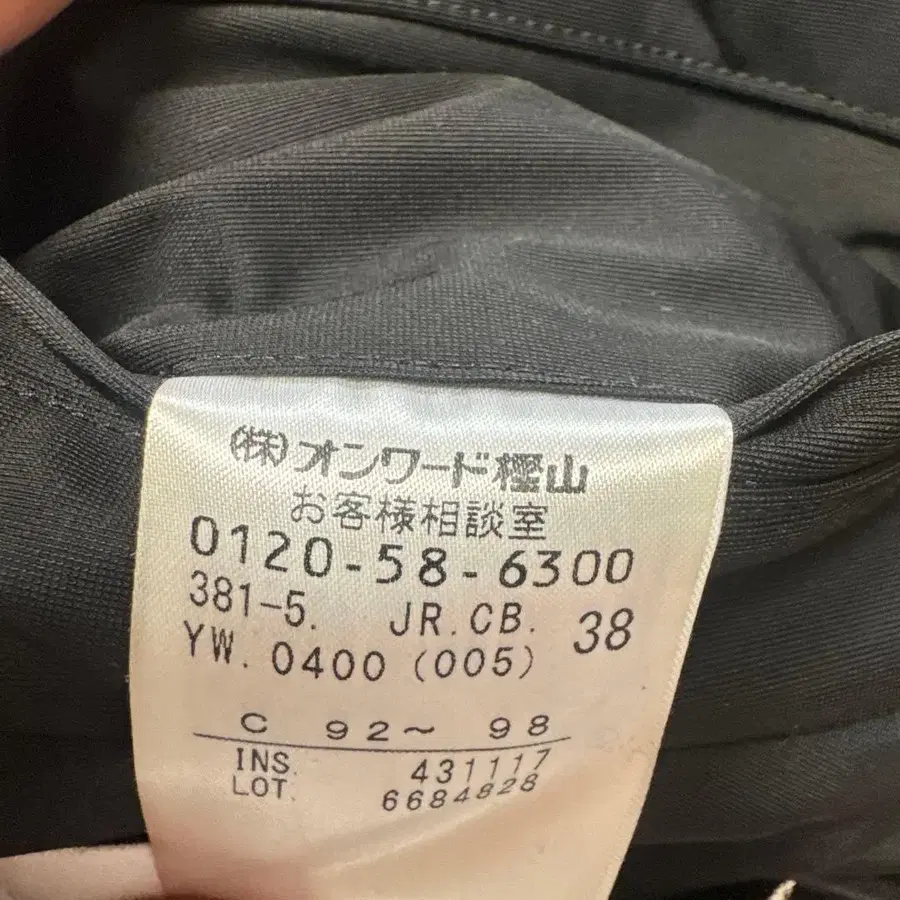 (株)オンワード樫山
お客様相談室
0120-58-6300
381-5. JR.CB. 38
YW. 0400 (005)
C 92〜 98
INS. 431117
LOT. 6684828